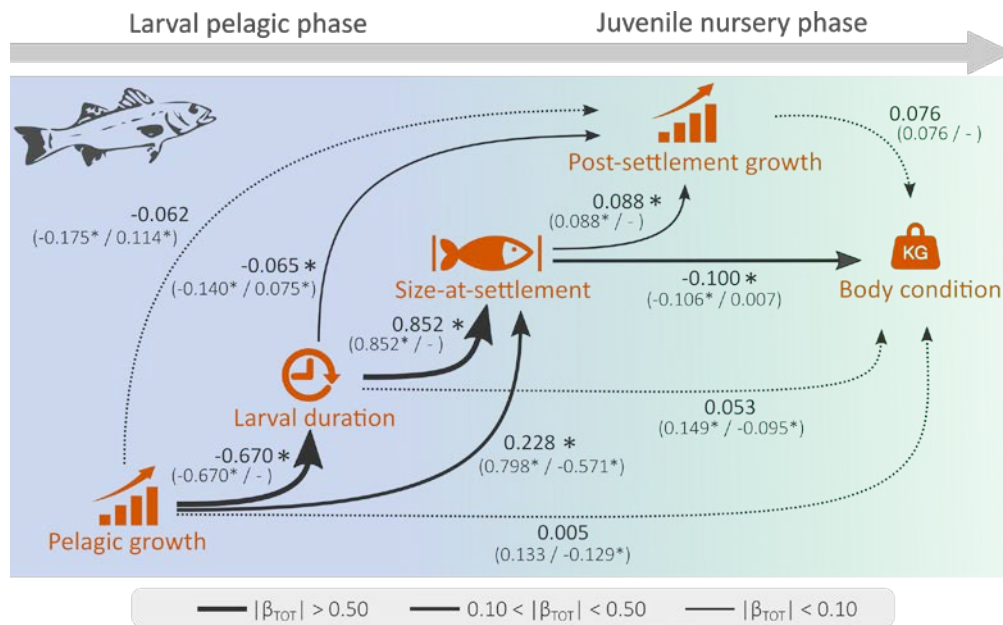 Larval pelagic phase
Juvenile nursery phase
0.076
(0.076 / -)
Post-settlement growth
-0.062
(-0.175* / 0.114*)
0.088 *
(0.088* / -)
-0.065 *
(-0.140* / 0.075*)
KG
Size-at-settlement
-0.100 *
(-0.106* / 0.007)
Body condition
0.852 *
(0.852* / -)
Larval duration
0.053
(0.149* / -0.095*)
-0.670 *
(-0.670* / -)
0.228 *
(0.798* / -0.571*)
Pelagic growth
0.005
(0.133 / -0.129*)
|β_TOT| > 0.50
0.10 < |β_TOT| < 0.50
|β_TOT| < 0.10